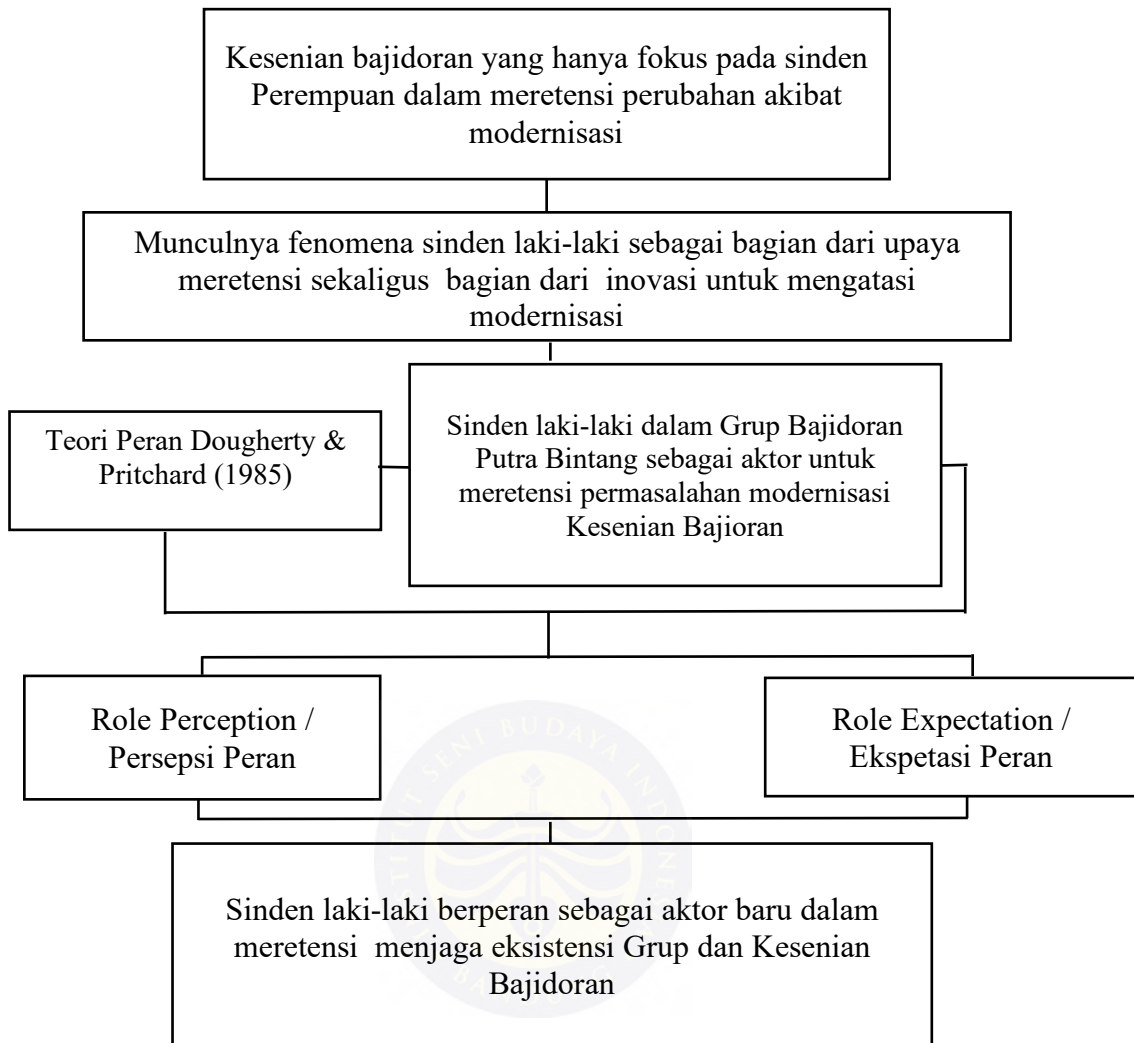 Kesenian bajidoran yang hanya fokus pada sinden
Perempuan dalam meretensi perubahan akibat
modernisasi
Munculnya fenomena sinden laki-laki sebagai bagian dari upaya
meretensi sekaligus bagian dari inovasi untuk mengatasi
modernisasi
Teori Peran Dougherty &
Pritchard (1985)
Sinden laki-laki dalam Grup Bajidoran
Putra Bintang sebagai aktor untuk
meretensi permasalahan modernisasi
Kesenian Bajioran
Role Perception /
Persepsi Peran
Role Expectation /
Ekspetasi Peran
SENI BUDAYA
Sinden laki-laki berperan sebagai aktor baru dalam
meretensi menjaga eksistensi Grup dan Kesenian
Bajidoran